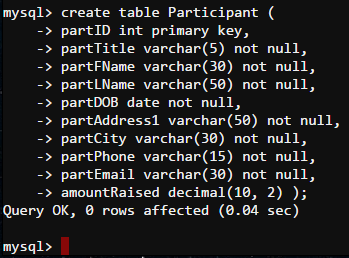 mysql> create table Participant (
    -> partID int primary key,
    -> partTitle varchar(5) not null,
    -> partFName varchar(30) not null,
    -> partLName varchar(50) not null,
    -> partDOB date not null,
    -> partAddress1 varchar(50) not null,
    -> partCity varchar(30) not null,
    -> partPhone varchar(15) not null,
    -> partEmail varchar(30) not null,
    -> amountRaised decimal(10, 2) );
Query OK, 0 rows affected (0.04 sec)
mysql>